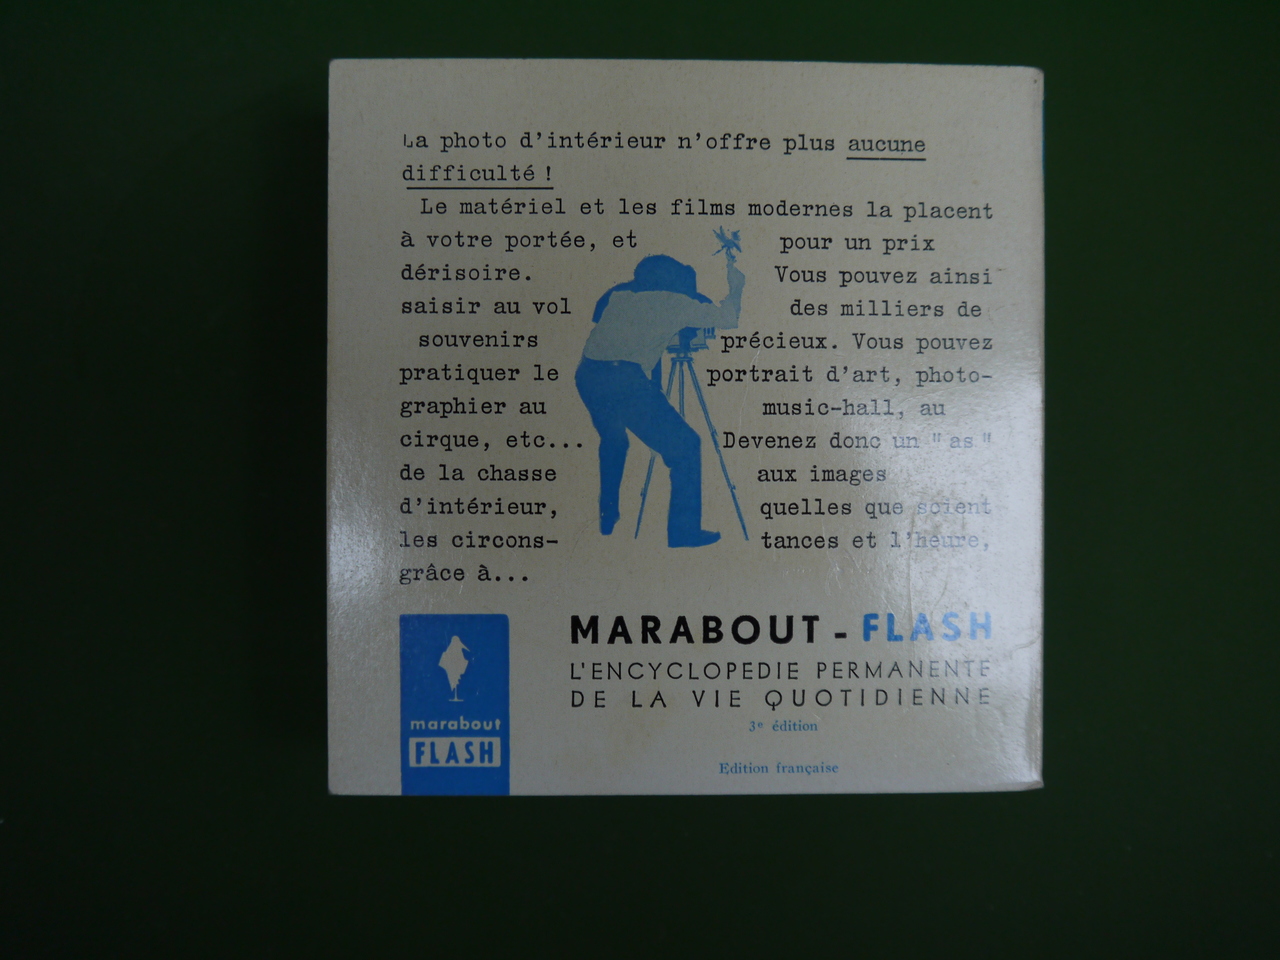 La photo d'intérieur n'offre plus aucune
difficulté !
Le matériel et les films modernes la placent
à votre portée, et pour un prix
dérisoire. Vous pouvez ainsi
saisir au vol des milliers de
souvenirs précieux. Vous pouvez
pratiquer le portrait d'art, photo-
graphier au music-hall, au
cirque, etc... Devenez donc un "as"
de la chasse aux images
d'intérieur, quelles que soient
les circons- tances et l'heure,
grâce à...
MARABOUT - FLASH
L'ENCYCLOPEDIE PERMANENTE
DE LA VIE QUOTIDIENNE
3e édition
Edition française
marabout
FLASH